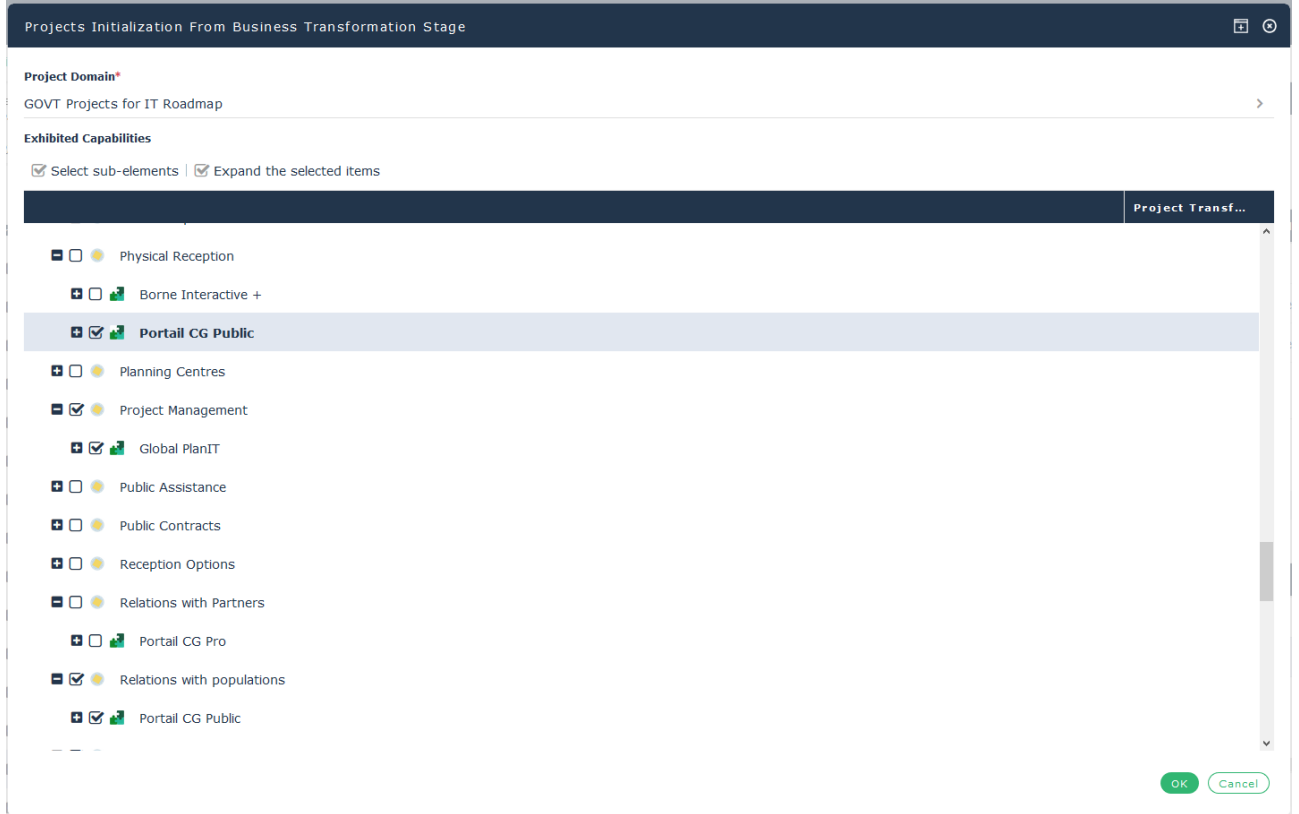 Projects Initialization From Business Transformation Stage
Project Domain*
GOVT Projects for IT Roadmap
Exhibited Capabilities
Select sub-elements | Expand the selected items
Project Transf...
Physical Reception
Borne Interactive +
Portail CG Public
Planning Centres
Project Management
Global PlanIT
Public Assistance
Public Contracts
Reception Options
Relations with Partners
Portail CG Pro
Relations with populations
Portail CG Public
OK Cancel